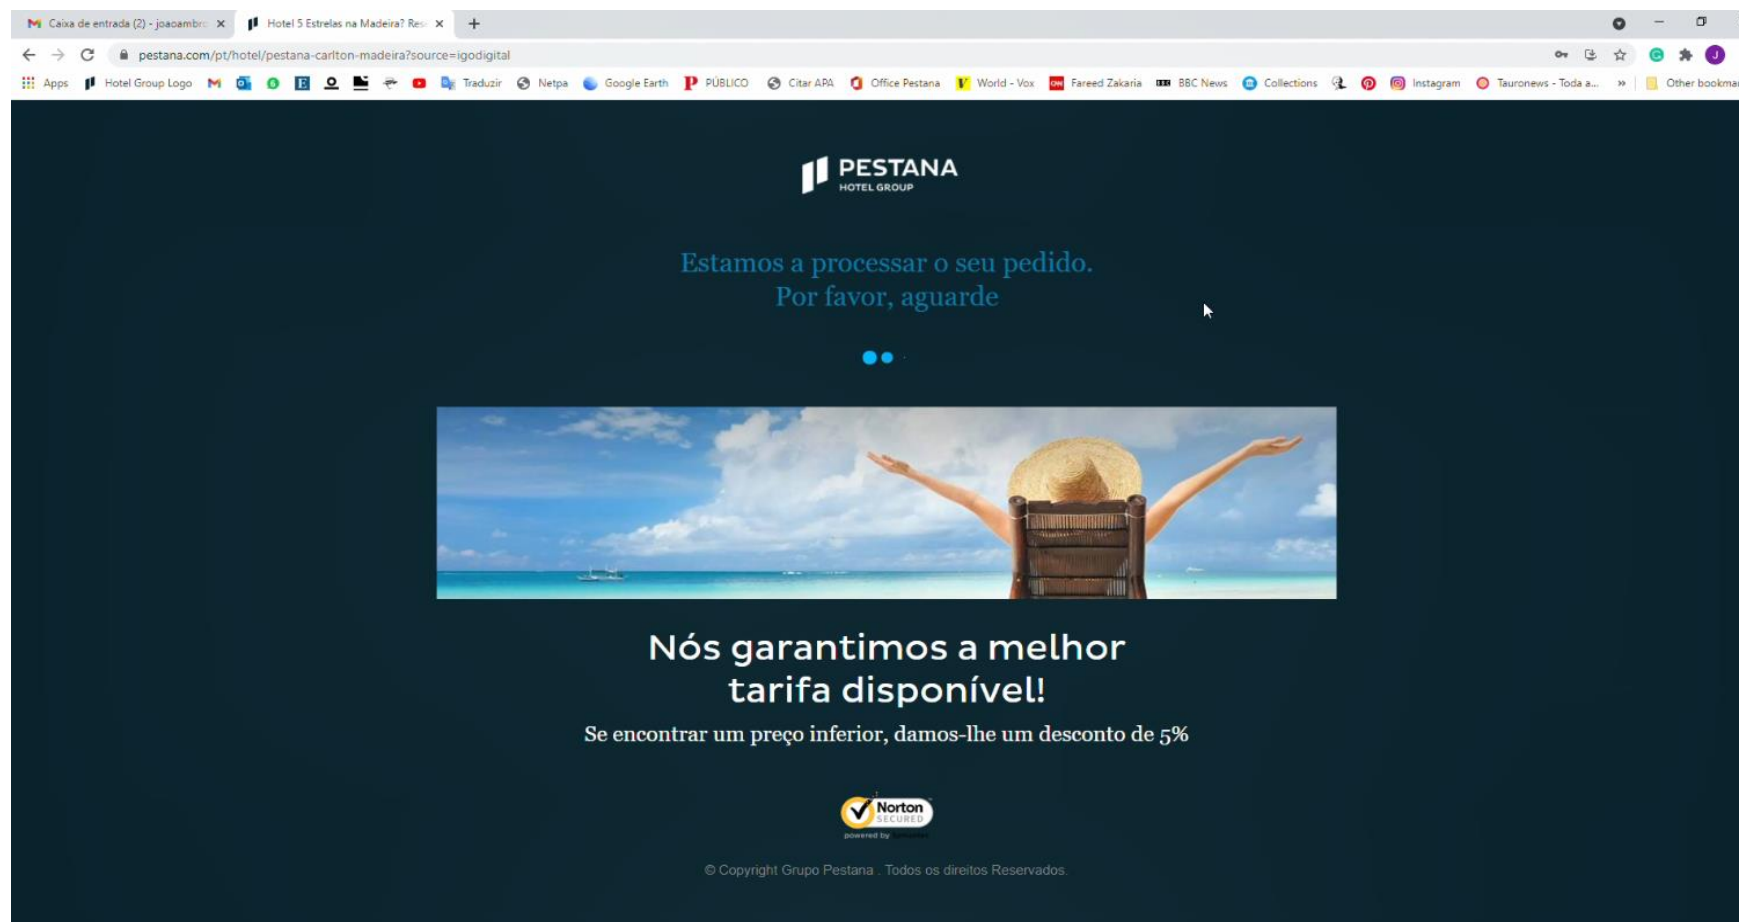 Caixa de entrada (2) - joaoambro
Hotel 5 Estrelas na Madeira? Res
pestana.com/pt/hotel/pestana-carlton-madeira?source=igodigital
J
Apps Hotel Group Logo Traduzir Netpa Google Earth PÚBLICO Citar APA Office Pestana World - Vox Fareed Zakaria BBC News Collections Instagram Tauronews - Toda a... » Other bookma
PESTANA
HOTEL GROUP
Estamos a processar o seu pedido.
Por favor, aguarde
Nós garantimos a melhor
tarifa disponível!
Se encontrar um preço inferior, damos-lhe um desconto de 5%
Norton
SECURED
powered by
© Copyright Grupo Pestana . Todos os direitos Reservados.